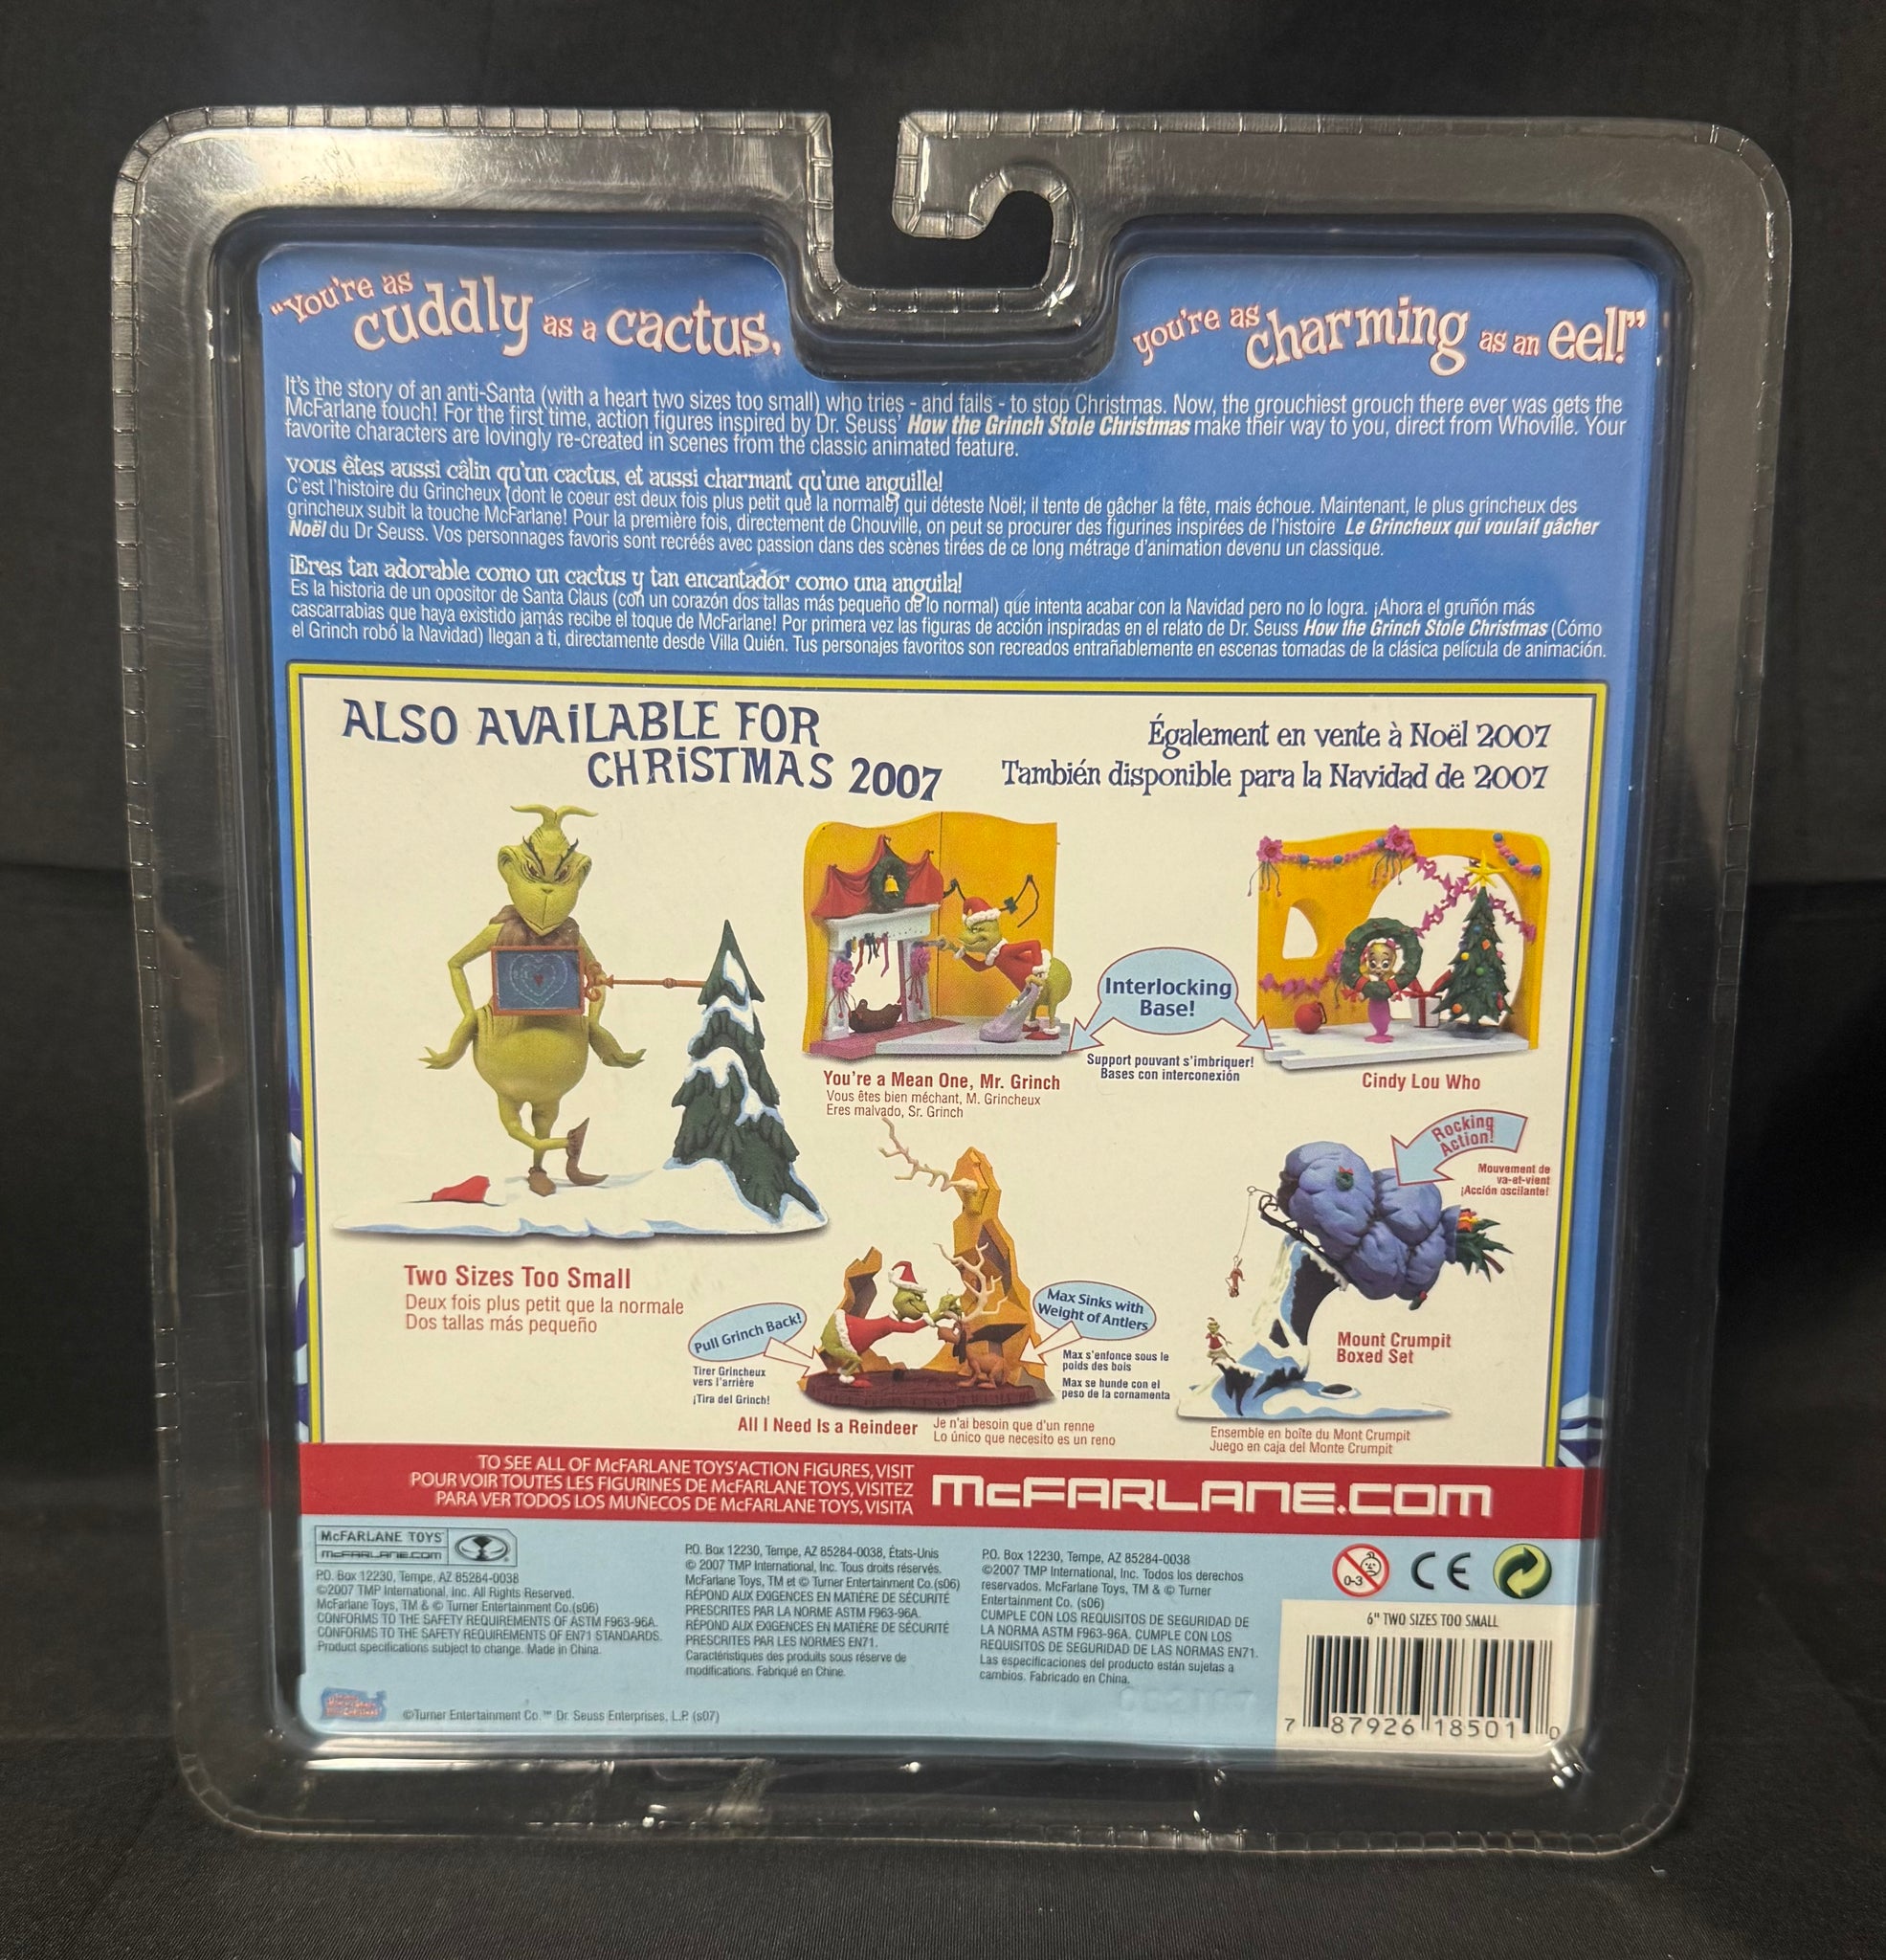 "You're as cuddly as a cactus,
you're as charming as an eel!"
It's the story of an anti-Santa (with a heart two sizes too small) who tries - and fails - to stop Christmas. Now, the grouchiest grouch there ever was gets the
McFarlane touch! For the first time, action figures inspired by Dr. Seuss' How the Grinch Stole Christmas make their way to you, direct from Whoville. Your
favorite characters are lovingly re-created in scenes from the classic animated feature.
vous êtes aussi câlin qu'un cactus, et aussi charmant qu'une anguille!
C'est l'histoire du Grincheux (dont le coeur est deux fois plus petit que la normale) qui déteste Noël; il tente de gâcher la fête, mais échoue. Maintenant, le plus grincheux des
grincheux subit la touche McFarlane! Pour la première fois, directement de Chouville, on peut se procurer des figurines inspirées de l'histoire Le Grincheux qui voulait gâcher
Noël du Dr Seuss. Vos personnages favoris sont recréés avec passion dans des scènes tirées de ce long métrage d'animation devenu un classique.
¡Eres tan adorable como un cactus y tan encantador como una anguila!
Es la historia de un opositor de Santa Claus (con un corazón dos tallas más pequeño de lo normal) que intenta acabar con la Navidad pero no lo logra. ¡Ahora el gruñón más
cascarrabias que haya existido jamás recibe el toque de McFarlane! Por primera vez las figuras de acción inspiradas en el relato de Dr. Seuss How the Grinch Stole Christmas (Cómo
el Grinch robó la Navidad) llegan a ti, directamente desde Villa Quién. Tus personajes favoritos son recreados entrañablemente en escenas tomadas de la clásica película de animación.
ALSO AVAILABLE FOR
CHRISTMAS 2007
Également en vente à Noël 2007
También disponible para la Navidad de 2007
Interlocking
Base!
Support pouvant s'imbriquer!
Bases con interconexión
You're a Mean One, Mr. Grinch
Vous êtes bien méchant, M. Grincheux
Eres malvado, Sr. Grinch
Cindy Lou Who
Rocking
Action!
Mouvement de
va-et-vient
¡Acción oscilante!
Two Sizes Too Small
Deux fois plus petit que la normale
Dos tallas más pequeño
Pull Grinch Back!
Tirer Grincheux
vers l'arrière
¡Tira del Grinch!
Max Sinks with
Weight of Antlers
Max s'enfonce sous le
poids des bois
Max se hunde con el
peso de la cornamenta
Mount Crumpit
Boxed Set
All I Need Is a Reindeer
Je n'ai besoin que d'un renne
Lo único que necesito es un reno
Ensemble en boîte du Mont Crumpit
Juego en caja del Monte Crumpit
TO SEE ALL OF McFARLANE TOYS' ACTION FIGURES, VISIT
POUR VOIR TOUTES LES FIGURINES DE McFARLANE TOYS, VISITEZ
PARA VER TODOS LOS MUÑECOS DE McFARLANE TOYS, VISITA
McFARLANE.COM
McFARLANE TOYS
McFARLANE.COM
P.O. Box 12230, Tempe, AZ 85284-0038
©2007 TMP International, Inc. All Rights Reserved.
McFarlane Toys, TM & © Turner Entertainment Co.(s06)
CONFORMS TO THE SAFETY REQUIREMENTS OF ASTM F963-96A.
CONFORMS TO THE SAFETY REQUIREMENTS OF EN71 STANDARDS.
Product specifications subject to change. Made in China.
P.O. Box 12230, Tempe, AZ 85284-0038, États-Unis
© 2007 TMP International, Inc. Tous droits réservés.
McFarlane Toys, TM et © Turner Entertainment Co.(s06)
RÉPOND AUX EXIGENCES EN MATIÈRE DE SÉCURITÉ
PRESCRITES PAR LA NORME ASTM F963-96A.
RÉPOND AUX EXIGENCES EN MATIÈRE DE SÉCURITÉ
PRESCRITES PAR LES NORMES EN71.
Caractéristiques des produits sous réserve de
modifications. Fabriqué en Chine.
P.O. Box 12230, Tempe, AZ 85284-0038
©2007 TMP International, Inc. Todos los derechos
reservados. McFarlane Toys, TM & © Turner
Entertainment Co. (s06)
CUMPLE CON LOS REQUISITOS DE SEGURIDAD DE
LA NORMA ASTM F963-96A. CUMPLE CON LOS
REQUISITOS DE SEGURIDAD DE LAS NORMAS EN71.
Las especificaciones del producto están sujetas a
cambios. Fabricado en China.
0-3
CE
6" TWO SIZES TOO SMALL
7 87926 18501 0
©Turner Entertainment Co.™ Dr. Seuss Enterprises, L.P. (s07)